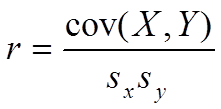 r = cov(X, Y) / s_x s_y